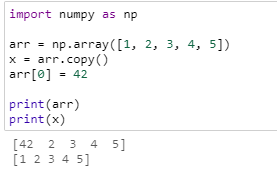 import numpy as np
arr = np.array([1, 2, 3, 4, 5])
x = arr.copy()
arr[0] = 42
print(arr)
print(x)
[42  2  3  4  5]
[1 2 3 4 5]